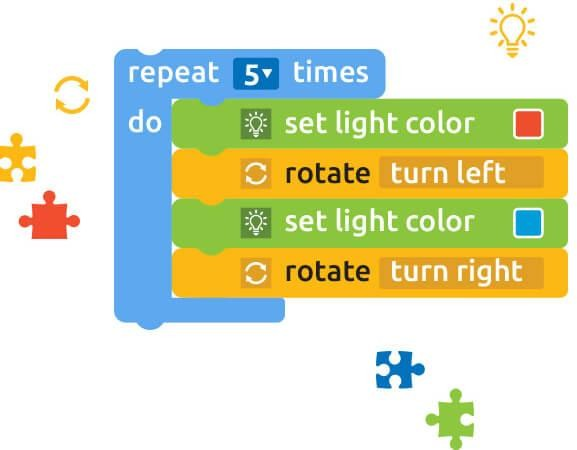 repeat 5 times
do set light color
rotate turn left
set light color
rotate turn right